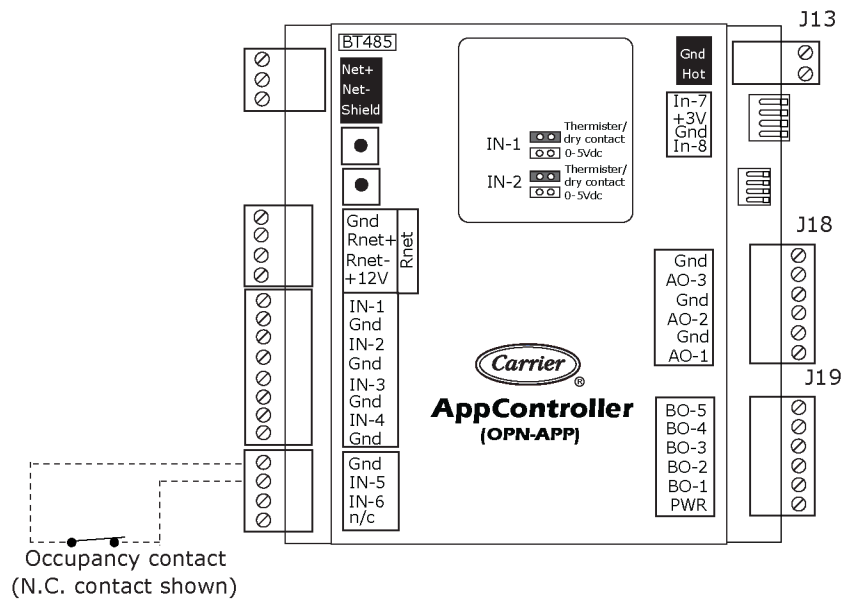 J13
BT485
Net+
Net-
Shield
Gnd
Hot
In-7
+3V
Gnd
In-8
IN-1
Thermister/
dry contact
0-5Vdc
IN-2
Thermister/
dry contact
0-5Vdc
Gnd
Rnet+
Rnet-
+12V
Rnet
IN-1
Gnd
IN-2
Gnd
IN-3
Gnd
IN-4
Gnd
Gnd
IN-5
IN-6
n/c
J18
Gnd
AO-3
Gnd
AO-2
Gnd
AO-1
Carrier
®
AppController
(OPN-APP)
J19
BO-5
BO-4
BO-3
BO-2
BO-1
PWR
Occupancy contact
(N.C. contact shown)